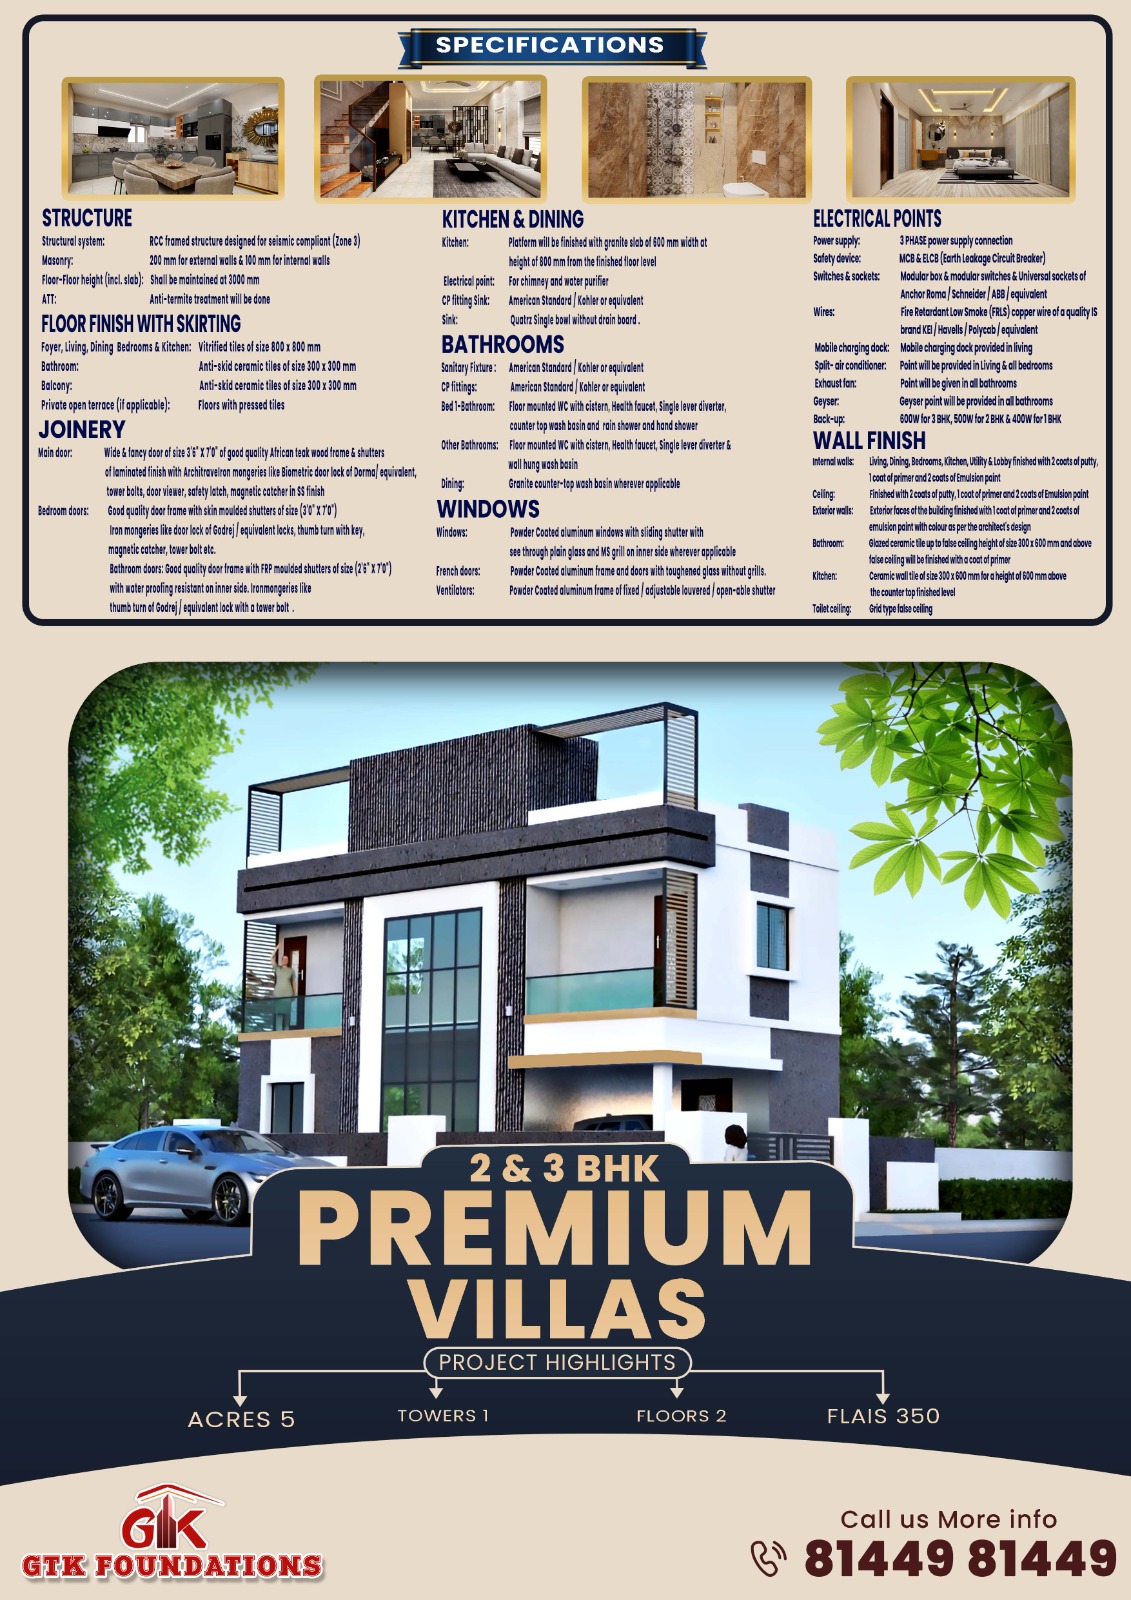 SPECIFICATIONS
STRUCTURE
Structural system: RCC framed structure designed for seismic compliant (Zone 3)
Masonry: 200 mm for external walls & 100 mm for internal walls
Floor-Floor height (incl. slab): Shall be maintained at 3000 mm
ATT: Anti-termite treatment will be done
FLOOR FINISH WITH SKIRTING
Foyer, Living, Dining Bedrooms & Kitchen: Vitrified tiles of size 800 x 800 mm
Bathroom: Anti-skid ceramic tiles of size 300 x 300 mm
Balcony: Anti-skid ceramic tiles of size 300 x 300 mm
Private open terrace (if applicable): Floors with pressed tiles
JOINERY
Main door: Wide & fancy door of size 3'6" X 7'0" of good quality African teak wood frame & shutters
of laminated finish with ArchitraveIron mongeries like Biometric door lock of Dorma/ equivalent,
tower bolts, door viewer, safety latch, magnetic catcher in SS finish
Bedroom doors: Good quality door frame with skin moulded shutters of size (3'0" X 7'0")
Iron mongeries like door lock of Godrej / equivalent locks, thumb turn with key,
magnetic catcher, tower bolt etc.
Bathroom doors: Good quality door frame with FRP moulded shutters of size (2'6" X 7'0")
with water proofing resistant on inner side. Ironmongeries like
thumb turn of Godrej / equivalent lock with a tower bolt .
KITCHEN & DINING
Kitchen: Platform will be finished with granite slab of 600 mm width at
height of 800 mm from the finished floor level
Electrical point: For chimney and water purifier
CP fitting Sink: American Standard / Kohler or equivalent
Sink: Quatrz Single bowl without drain board .
BATHROOMS
Sanitary Fixture : American Standard / Kohler or equivalent
CP fittings: American Standard / Kohler or equivalent
Bed 1-Bathroom: Floor mounted WC with cistern, Health faucet, Single lever diverter,
counter top wash basin and rain shower and hand shower
Other Bathrooms: Floor mounted WC with cistern, Health faucet, Single lever diverter &
wall hung wash basin
Dining: Granite counter-top wash basin wherever applicable
WINDOWS
Windows: Powder Coated aluminum windows with sliding shutter with
see through plain glass and MS grill on inner side wherever applicable
French doors: Powder Coated aluminum frame and doors with toughened glass without grills.
Ventilators: Powder Coated aluminum frame of fixed / adjustable louvered / open-able shutter
ELECTRICAL POINTS
Power supply: 3 PHASE power supply connection
Safety device: MCB & ELCB (Earth Leakage Circuit Breaker)
Switches & sockets: Modular box & modular switches & Universal sockets of
Anchor Roma / Schneider / ABB / equivalent
Wires: Fire Retardant Low Smoke (FRLS) copper wire of a quality IS
brand KEI / Havells / Polycab / equivalent
Mobile charging dock: Mobile charging dock provided in living
Split- air conditioner: Point will be provided in Living & all bedrooms
Exhaust fan: Point will be given in all bathrooms
Geyser: Geyser point will be provided in all bathrooms
Back-up: 600W for 3 BHK, 500W for 2 BHK & 400W for 1 BHK
WALL FINISH
Internal walls: Living, Dining, Bedrooms, Kitchen, Utility & Lobby finished with 2 coats of putty,
1 coat of primer and 2 coats of Emulsion paint
Ceiling: Finished with 2 coats of putty, 1 coat of primer and 2 coats of Emulsion paint
Exterior walls: Exterior faces of the building finished with 1 coat of primer and 2 coats of
emulsion paint with colour as per the architect's design
Bathroom: Glazed ceramic tile up to false ceiling height of size 300 x 600 mm and above
false ceiling will be finished with a coat of primer
Kitchen: Ceramic wall tile of size 300 x 600 mm for a height of 600 mm above
the counter top finished level
Toilet ceiling: Grid type false ceiling
2 & 3 BHK
PREMIUM
VILLAS
PROJECT HIGHLIGHTS
ACRES 5
TOWERS 1
FLOORS 2
FLAIS 350
GTK
GTK FOUNDATIONS
Call us More info
81449 81449